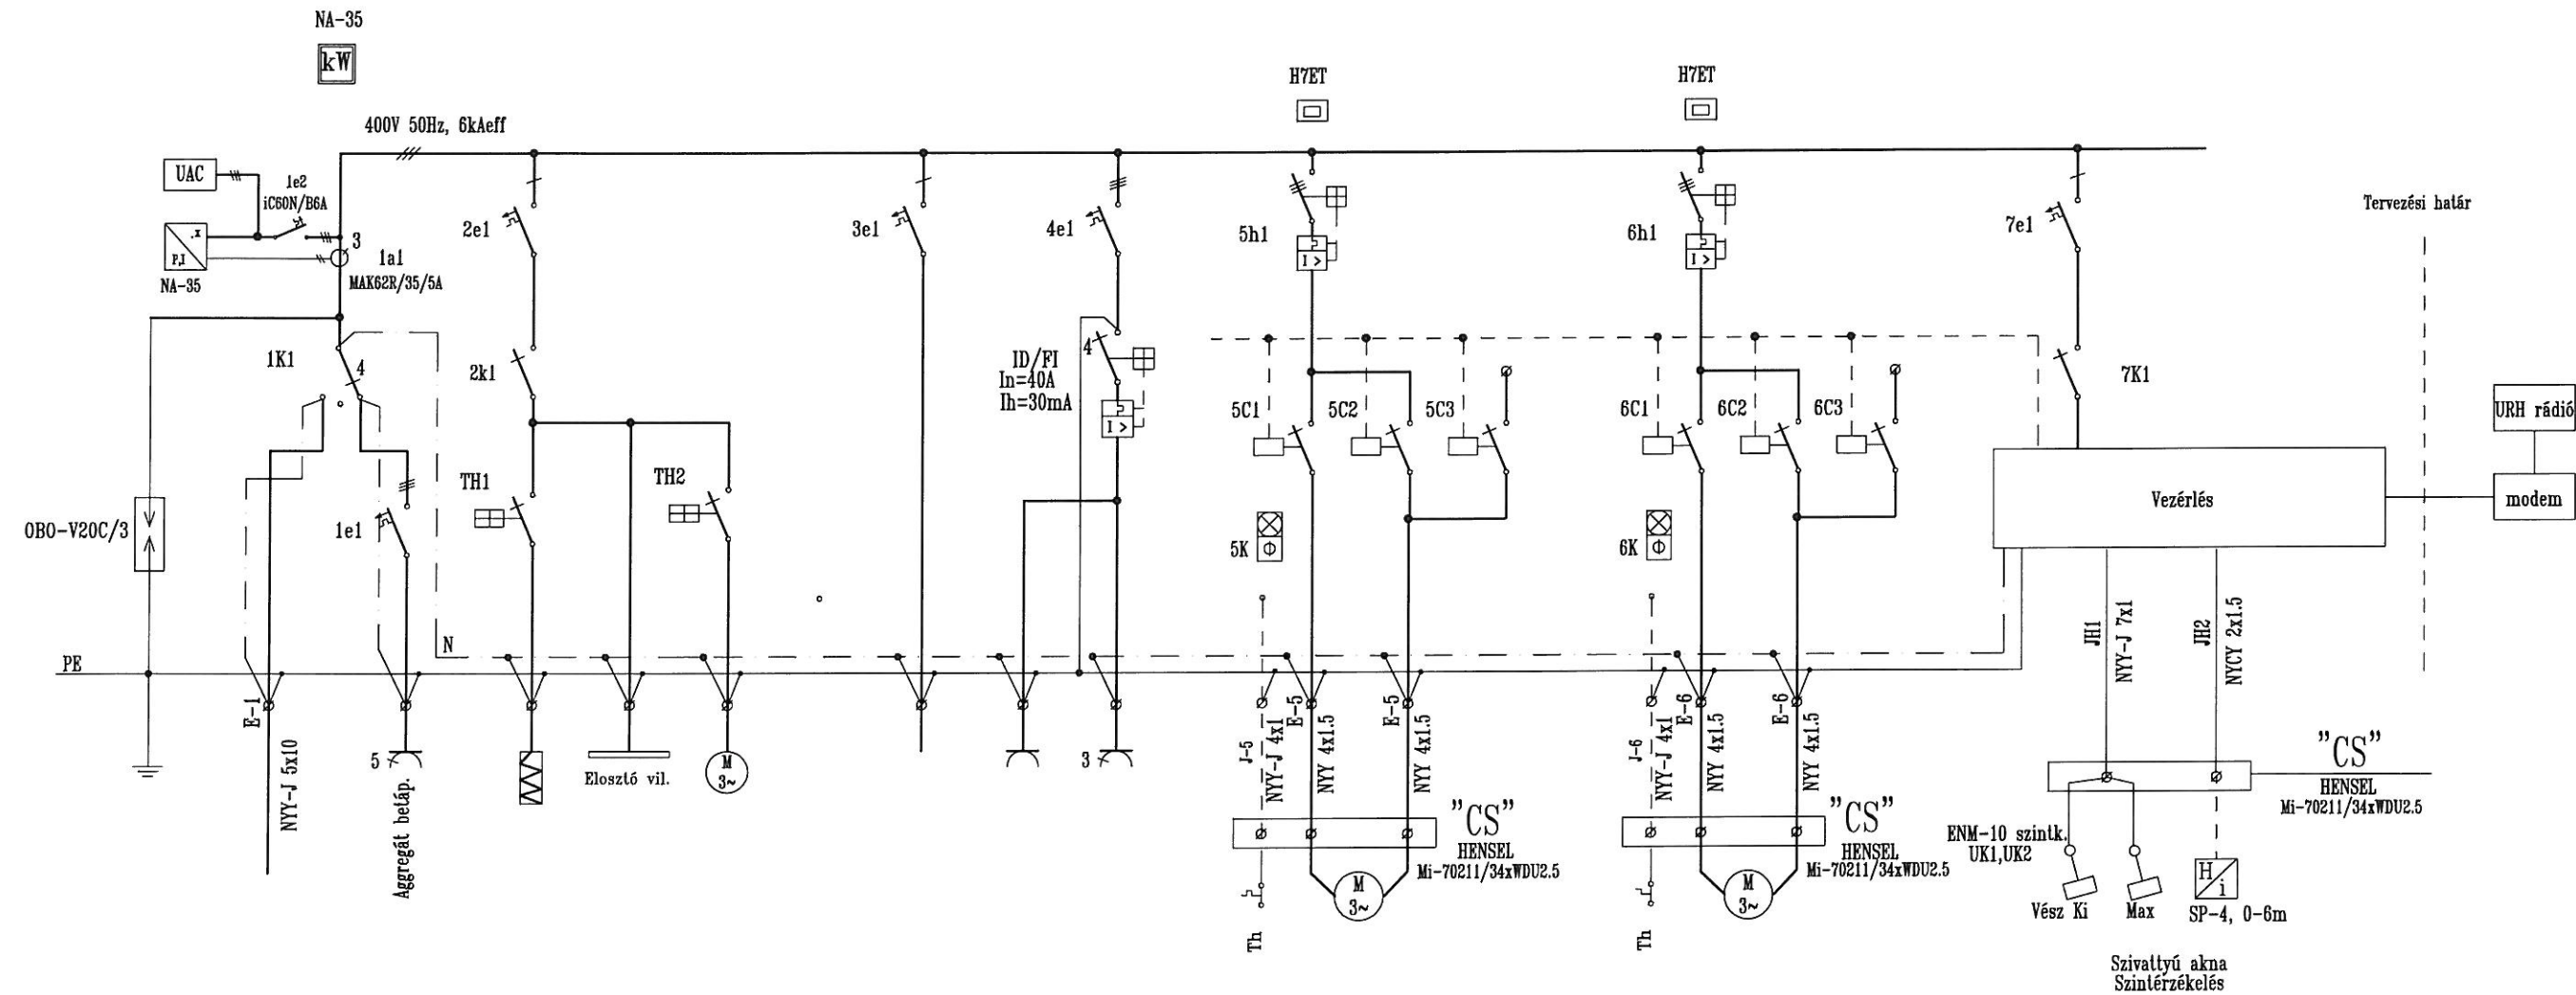 NA-35
kW
400V 50Hz, 6kAeff
H7ET
H7ET
UAC
1e2
iC60N/B6A
.x
P,I
NA-35
3
1a1
MAK62R/35/5A
2e1
3e1
4e1
5h1
I >
6h1
I >
7e1
Tervezési határ
1K1
4
2k1
4
ID/FI
In=40A
Ih=30mA
I >
7K1
5C1
5C2
5C3
6C1
6C2
6C3
URH rádió
modem
Vezérlés
OBO-V20C/3
1e1
TH1
TH2
5K
6K
PE
N
JH1
NYY-J 7x1
JH2
NYCY 2x1.5
E-1
NYY-J 5x10
5
Aggregát betáp.
Elosztó vil.
M
3~
3
J-5
NYY-J 4x1
E-5
NYY 4x1.5
E-5
NYY 4x1.5
J-6
NYY-J 4x1
E-6
NYY 4x1.5
E-6
NYY 4x1.5
"CS"
HENSEL
Mi-70211/34xWDU2.5
"CS"
HENSEL
Mi-70211/34xWDU2.5
"CS"
HENSEL
Mi-70211/34xWDU2.5
M
3~
Th
M
3~
Th
ENM-10 szintk.
UK1,UK2
Vész Ki
Max
H
i
SP-4, 0-6m
Szivattyú akna
Szintérzékelés